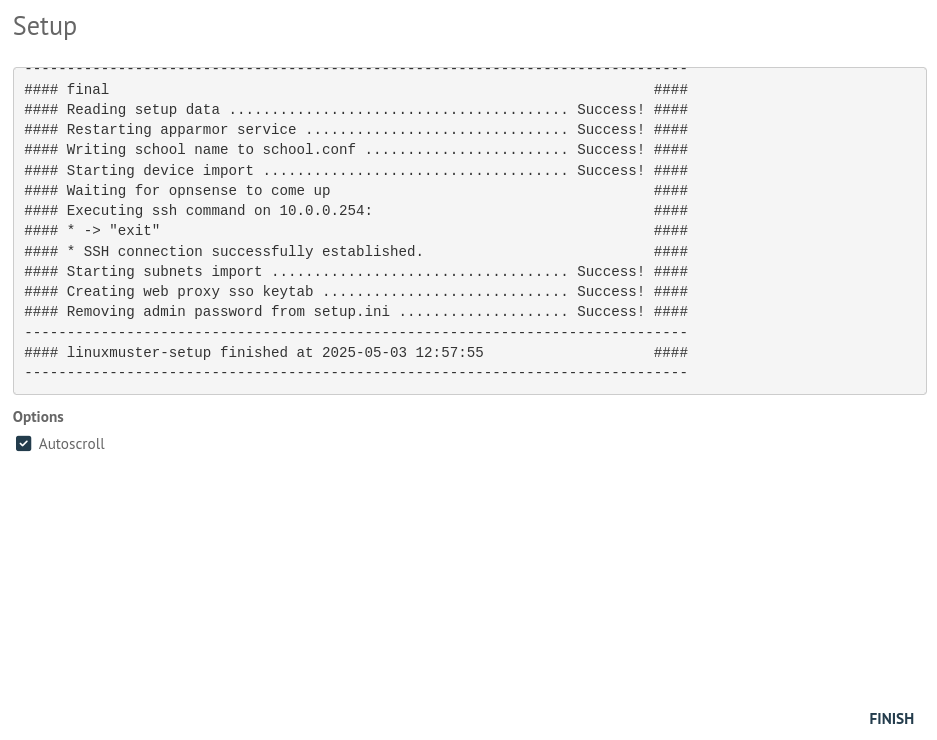 Setup
------------------------------------------------------------------------------
#### final                                                                ####
#### Reading setup data ........................................ Success! ####
#### Restarting apparmor service ............................... Success! ####
#### Writing school name to school.conf ........................ Success! ####
#### Starting device import .................................... Success! ####
#### Waiting for opnsense to come up                                      ####
#### Executing ssh command on 10.0.0.254:                                 ####
#### * -> "exit"                                                          ####
#### * SSH connection successfully established.                           ####
#### Starting subnets import ................................... Success! ####
#### Creating web proxy sso keytab ............................. Success! ####
#### Removing admin password from setup.ini .................... Success! ####
------------------------------------------------------------------------------
#### linuxmuster-setup finished at 2025-05-03 12:57:55                    ####
------------------------------------------------------------------------------
Options
Autoscroll
FINISH